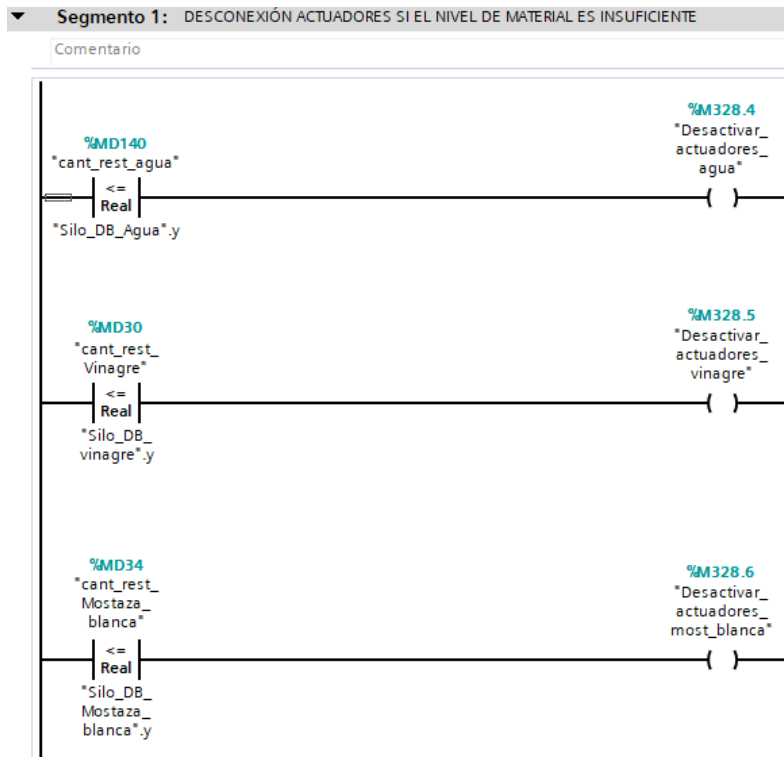 Segmento 1: DESCONEXIÓN ACTUADORES SI EL NIVEL DE MATERIAL ES INSUFICIENTE
Comentario
%MD140
"cant_rest_agua"
<=
Real
"Silo_DB_Agua".y
%M328.4
"Desactivar_
actuadores_
agua"
( )
%MD30
"cant_rest_
Vinagre"
<=
Real
"Silo_DB_
vinagre".y
%M328.5
"Desactivar_
actuadores_
vinagre"
( )
%MD34
"cant_rest_
Mostaza_
blanca"
<=
Real
"Silo_DB_
Mostaza_
blanca".y
%M328.6
"Desactivar_
actuadores_
most_blanca"
( )